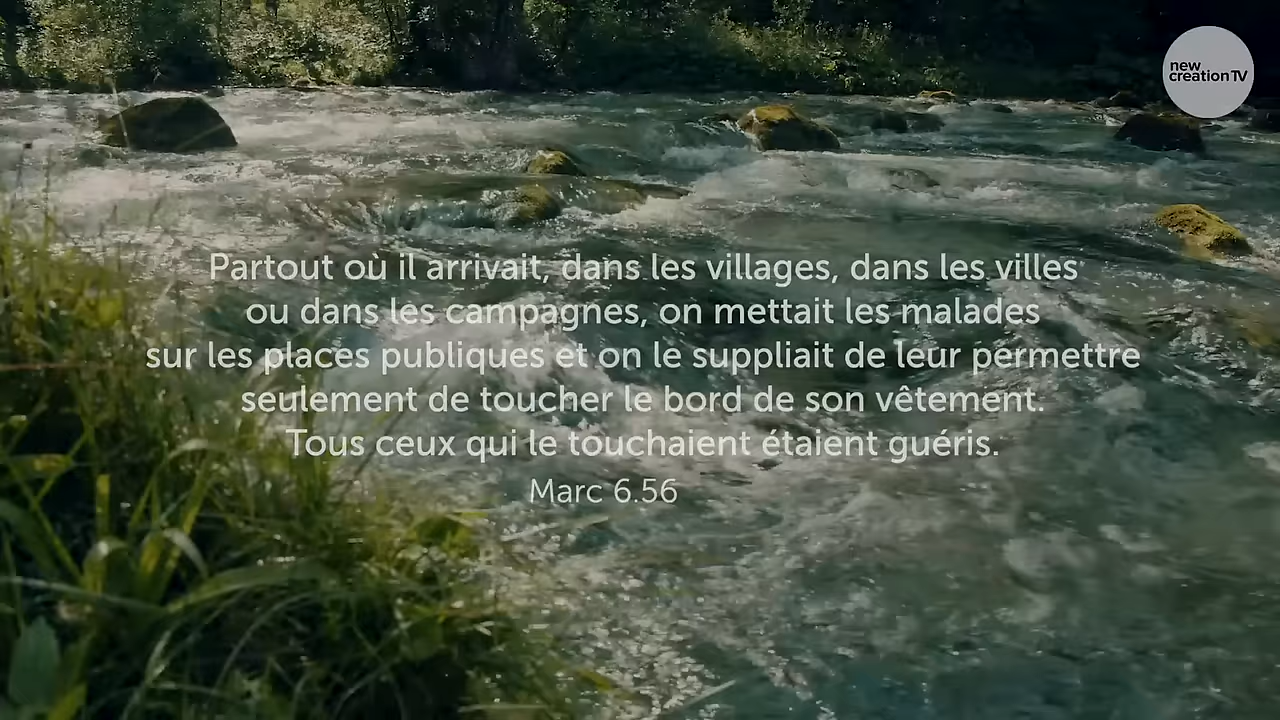 new
creation TV
Partout où il arrivait, dans les villages, dans les villes
ou dans les campagnes, on mettait les malades
sur les places publiques et on le suppliait de leur permettre
seulement de toucher le bord de son vêtement.
Tous ceux qui le touchaient étaient guéris.
Marc 6.56